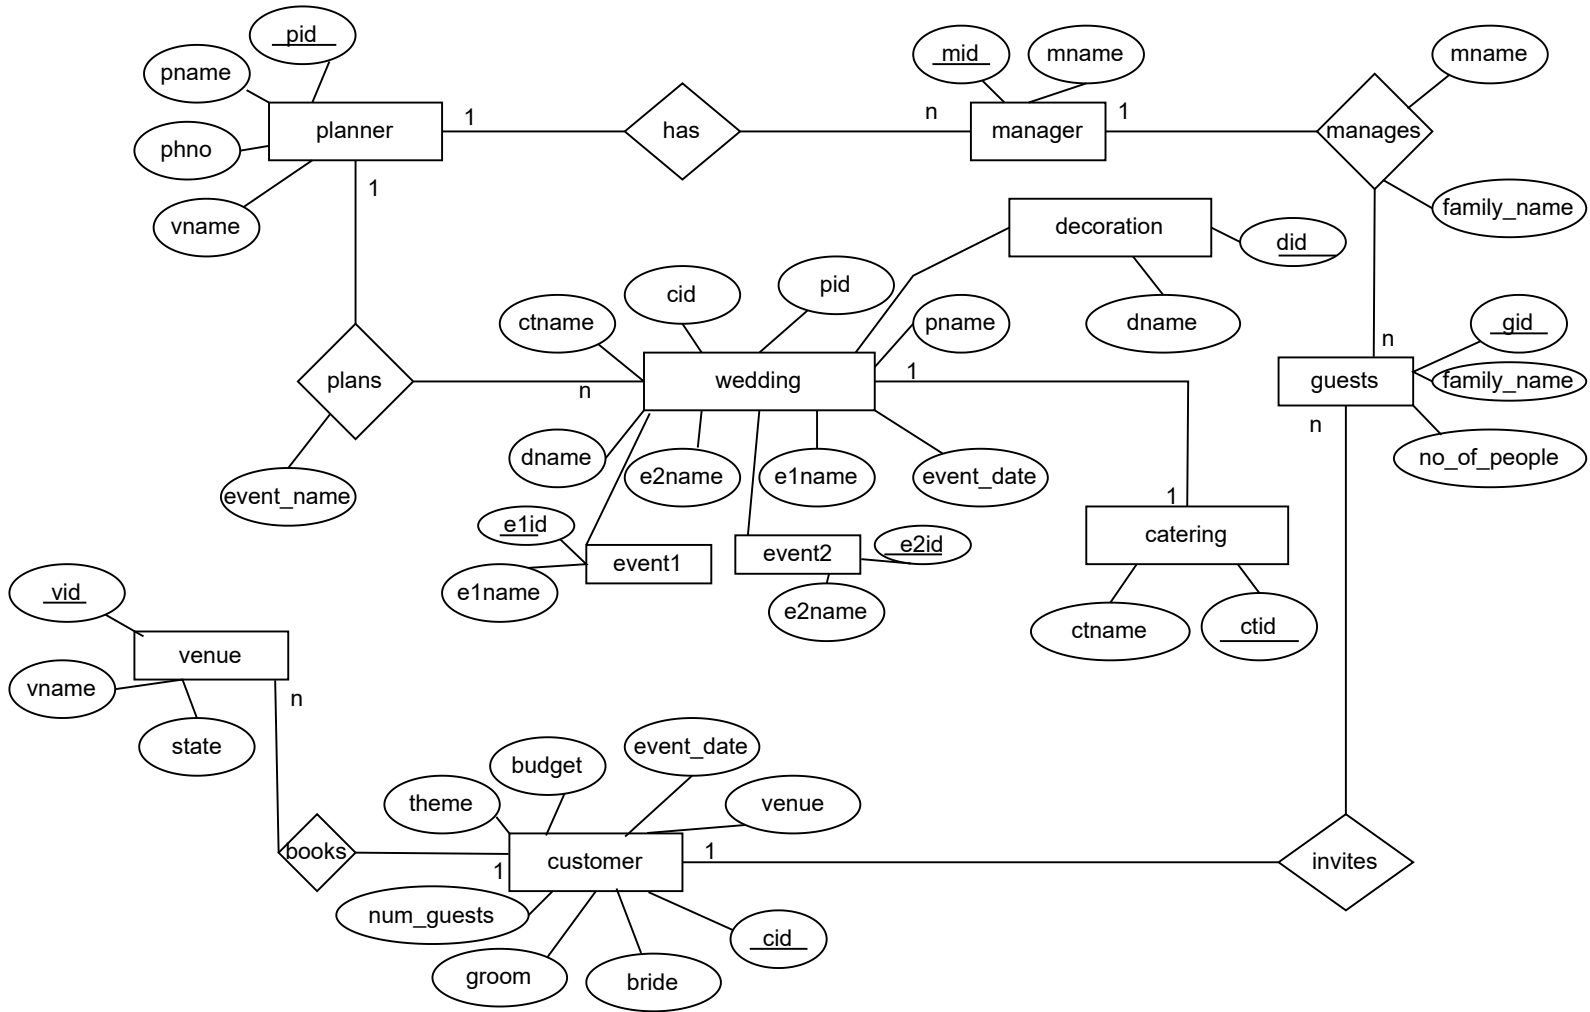 pid
mid
mname
mname
pname
planner
1
has
n
manager
1
manages
phno
1
vname
decoration
family_name
did
cid
pid
ctname
pname
dname
gid
n
plans
n
wedding
1
guests
family_name
n
dname
e2name
e1name
event_date
no_of_people
event_name
1
e1id
event1
event2
e2id
catering
e1name
e2name
vid
ctname
ctid
venue
vname
n
state
event_date
budget
theme
venue
books
1
customer
1
invites
num_guests
cid
groom
bride